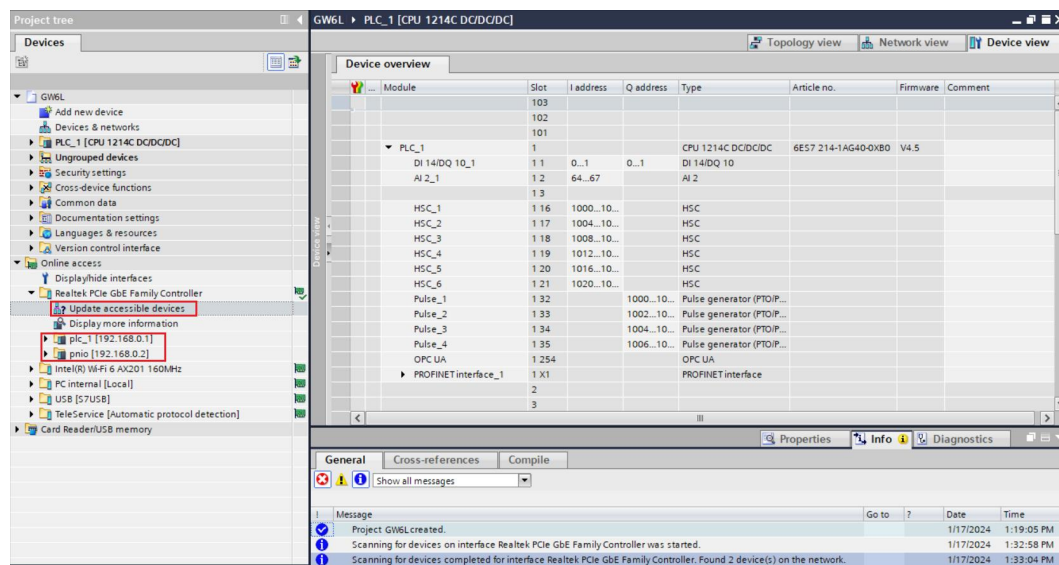 Project tree
Devices
GW6L
Add new device
Devices & networks
PLC_1 [CPU 1214C DC/DC/DC]
Ungrouped devices
Security settings
Cross-device functions
Common data
Documentation settings
Languages & resources
Version control interface
Online access
Display/hide interfaces
Realtek PCIe GbE Family Controller
Update accessible devices
Display more information
plc_1 [192.168.0.1]
pnio [192.168.0.2]
Intel(R) Wi-Fi 6 AX201 160MHz
PC internal [Local]
USB [S7USB]
TeleService [Automatic protocol detection]
Card Reader/USB memory
GW6L PLC_1 [CPU 1214C DC/DC/DC]
Topology view Network view Device view
Device overview
Device view
... Module Slot I address Q address Type Article no. Firmware Comment
103
102
101
PLC_1 1 CPU 1214C DC/DC/DC 6ES7 214-1AG40-0XB0 V4.5
DI 14/DQ 10_1 1 1 0...1 0...1 DI 14/DQ 10
AI 2_1 1 2 64...67 AI 2
1 3
HSC_1 1 16 1000...10... HSC
HSC_2 1 17 1004...10... HSC
HSC_3 1 18 1008...10... HSC
HSC_4 1 19 1012...10... HSC
HSC_5 1 20 1016...10... HSC
HSC_6 1 21 1020...10... HSC
Pulse_1 1 32 1000...10... Pulse generator (PTO/P...
Pulse_2 1 33 1002...10... Pulse generator (PTO/P...
Pulse_3 1 34 1004...10... Pulse generator (PTO/P...
Pulse_4 1 35 1006...10... Pulse generator (PTO/P...
OPC UA 1 254 OPC UA
PROFINET interface_1 1 X1 PROFINET interface
2
3
Properties Info Diagnostics
General Cross-references Compile
Show all messages
! Message Go to ? Date Time
Project GW6L created. 1/17/2024 1:19:05 PM
Scanning for devices on interface Realtek PCIe GbE Family Controller was started. 1/17/2024 1:32:58 PM
Scanning for devices completed for interface Realtek PCIe GbE Family Controller. Found 2 device(s) on the network. 1/17/2024 1:33:04 PM